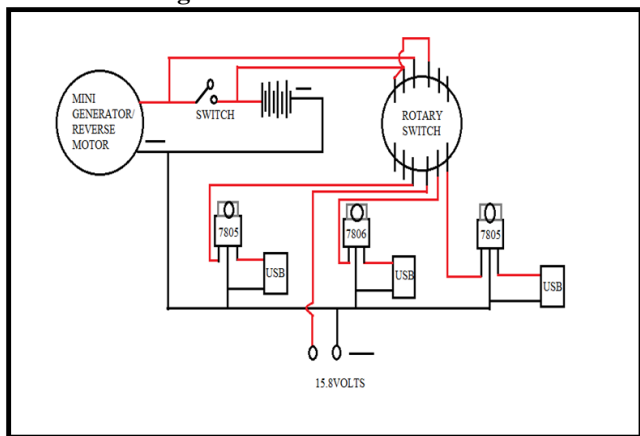 MINI
GENERATOR/
REVERSE
MOTOR
SWITCH
ROTARY
SWITCH
7805
USB
7806
USB
7805
USB
15.8VOLTS